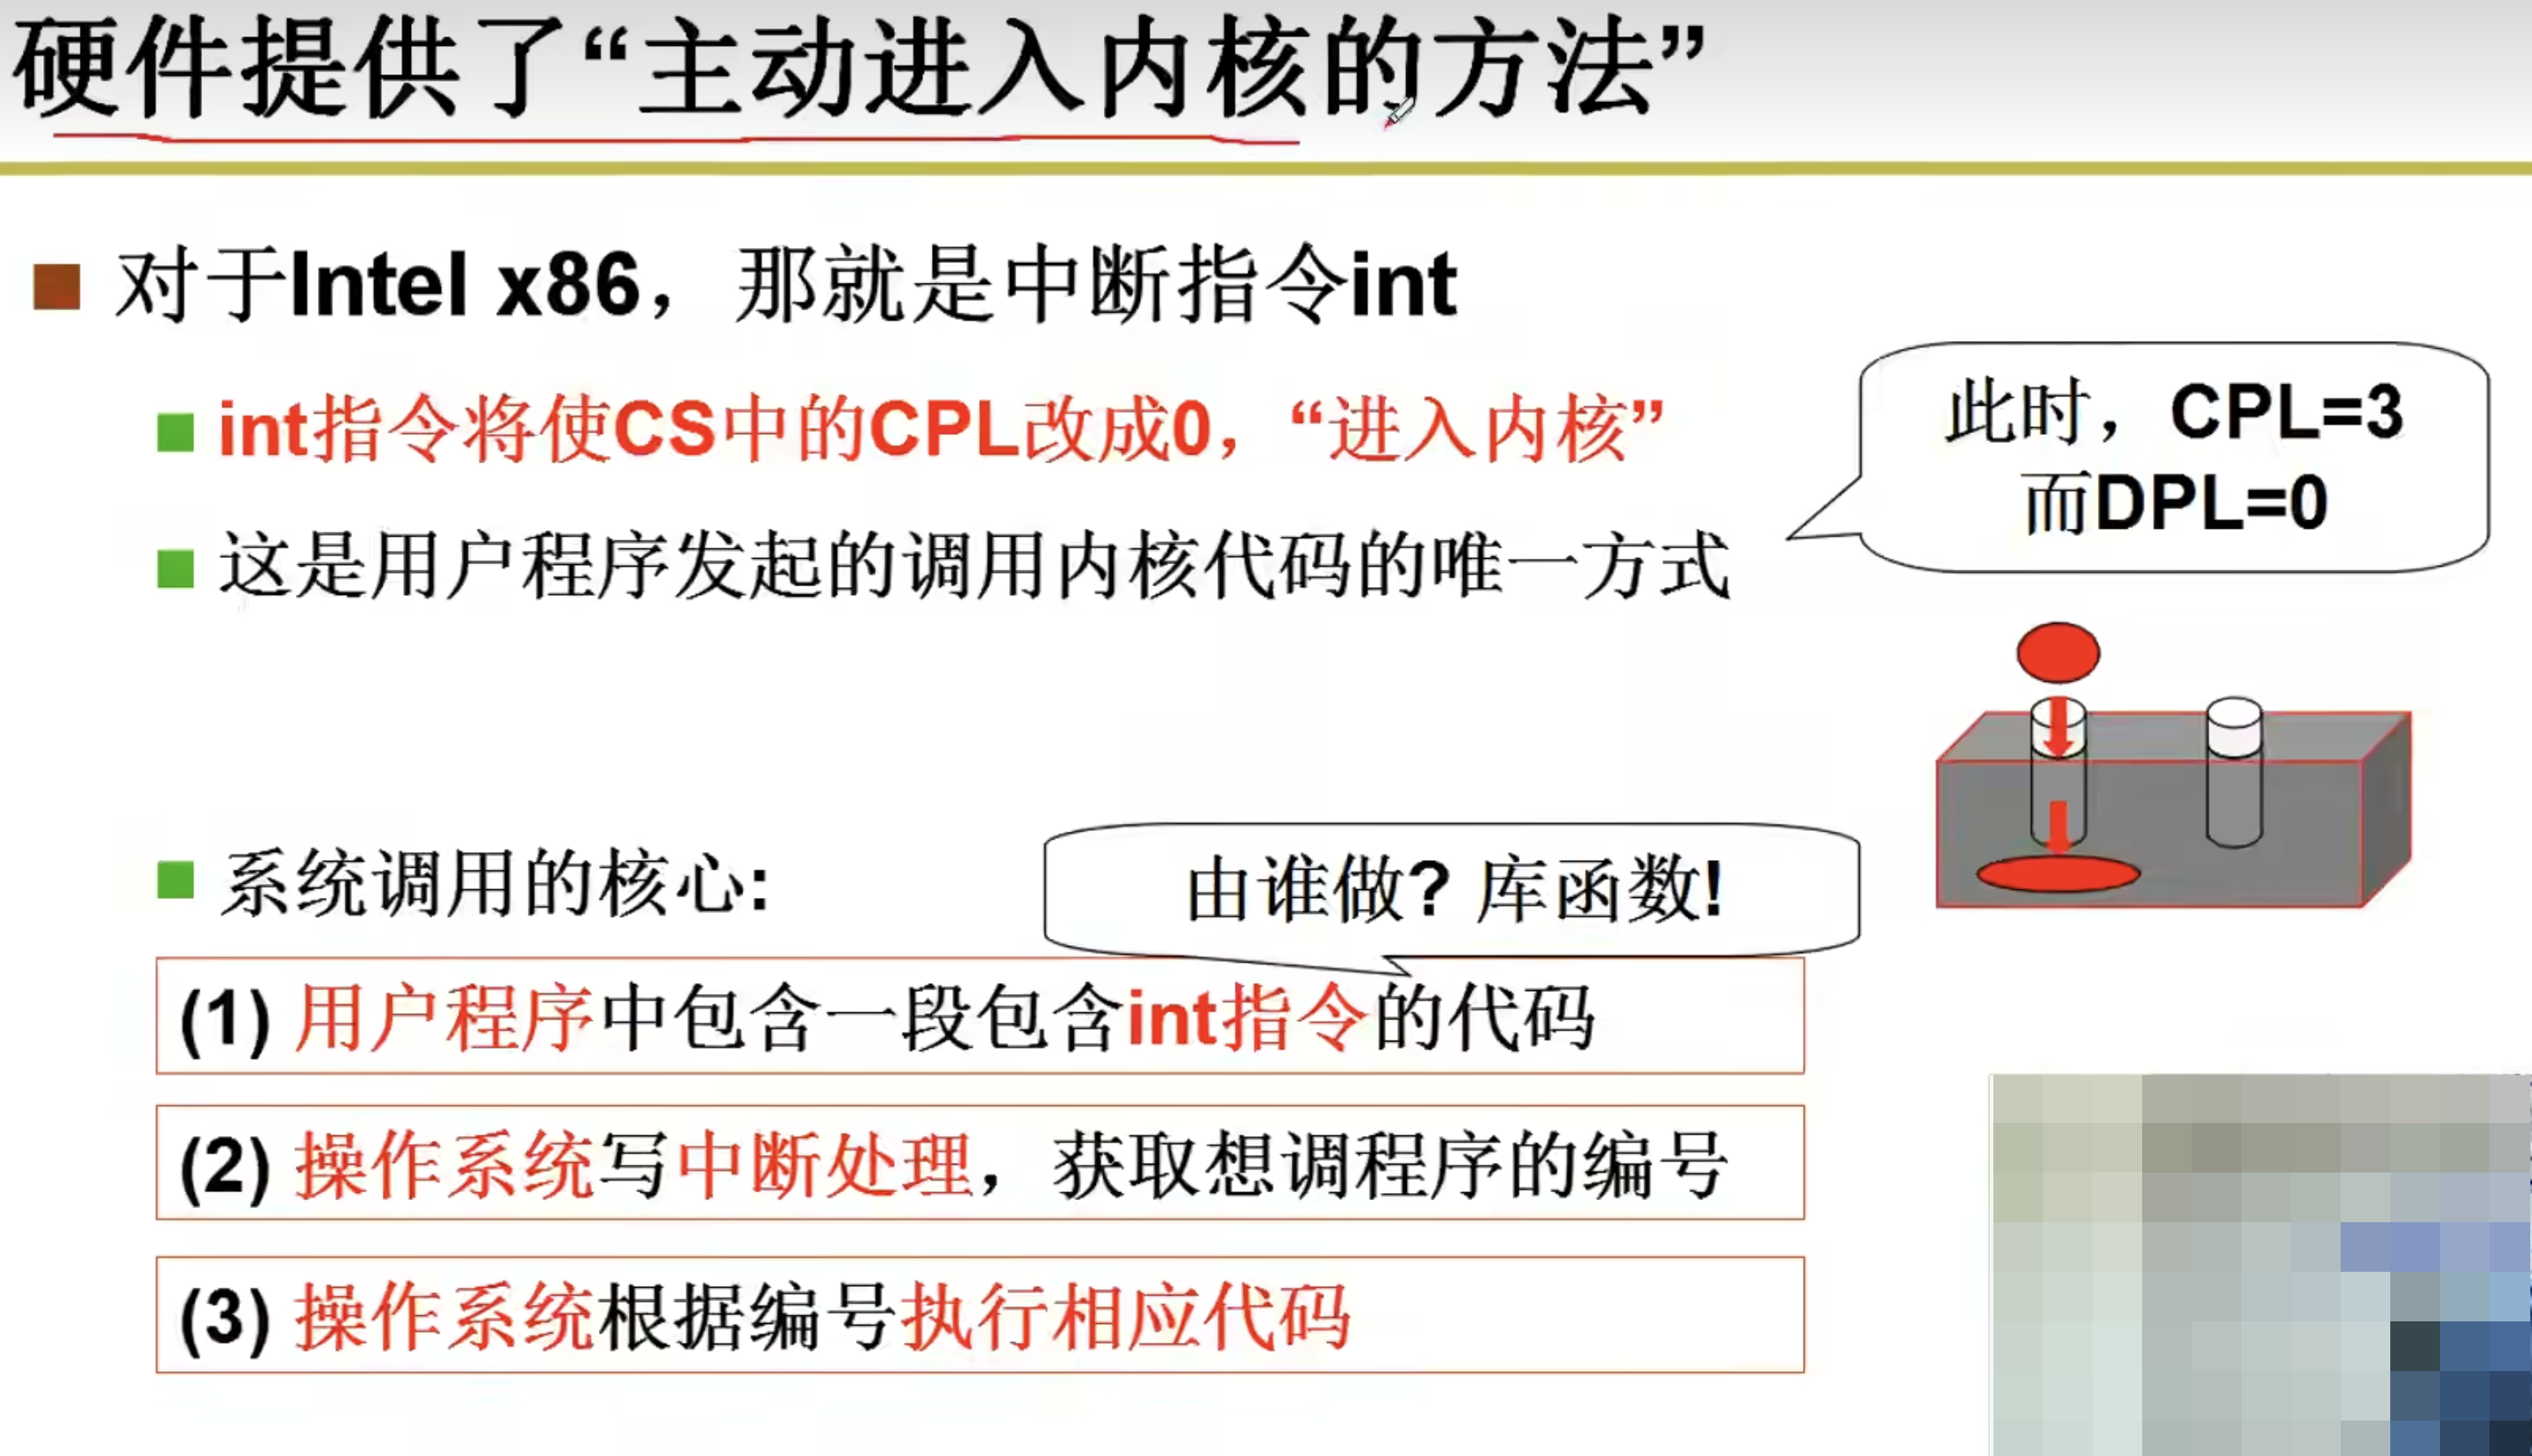 硬件提供了“主动进入内核的方法”
对于Intel x86，那就是中断指令int
int指令将使CS中的CPL改成0，“进入内核”
此时，CPL=3
而DPL=0
这是用户程序发起的调用内核代码的唯一方式
系统调用的核心:
由谁做? 库函数!
(1) 用户程序中包含一段包含int指令的代码
(2) 操作系统写中断处理，获取想调程序的编号
(3) 操作系统根据编号执行相应代码